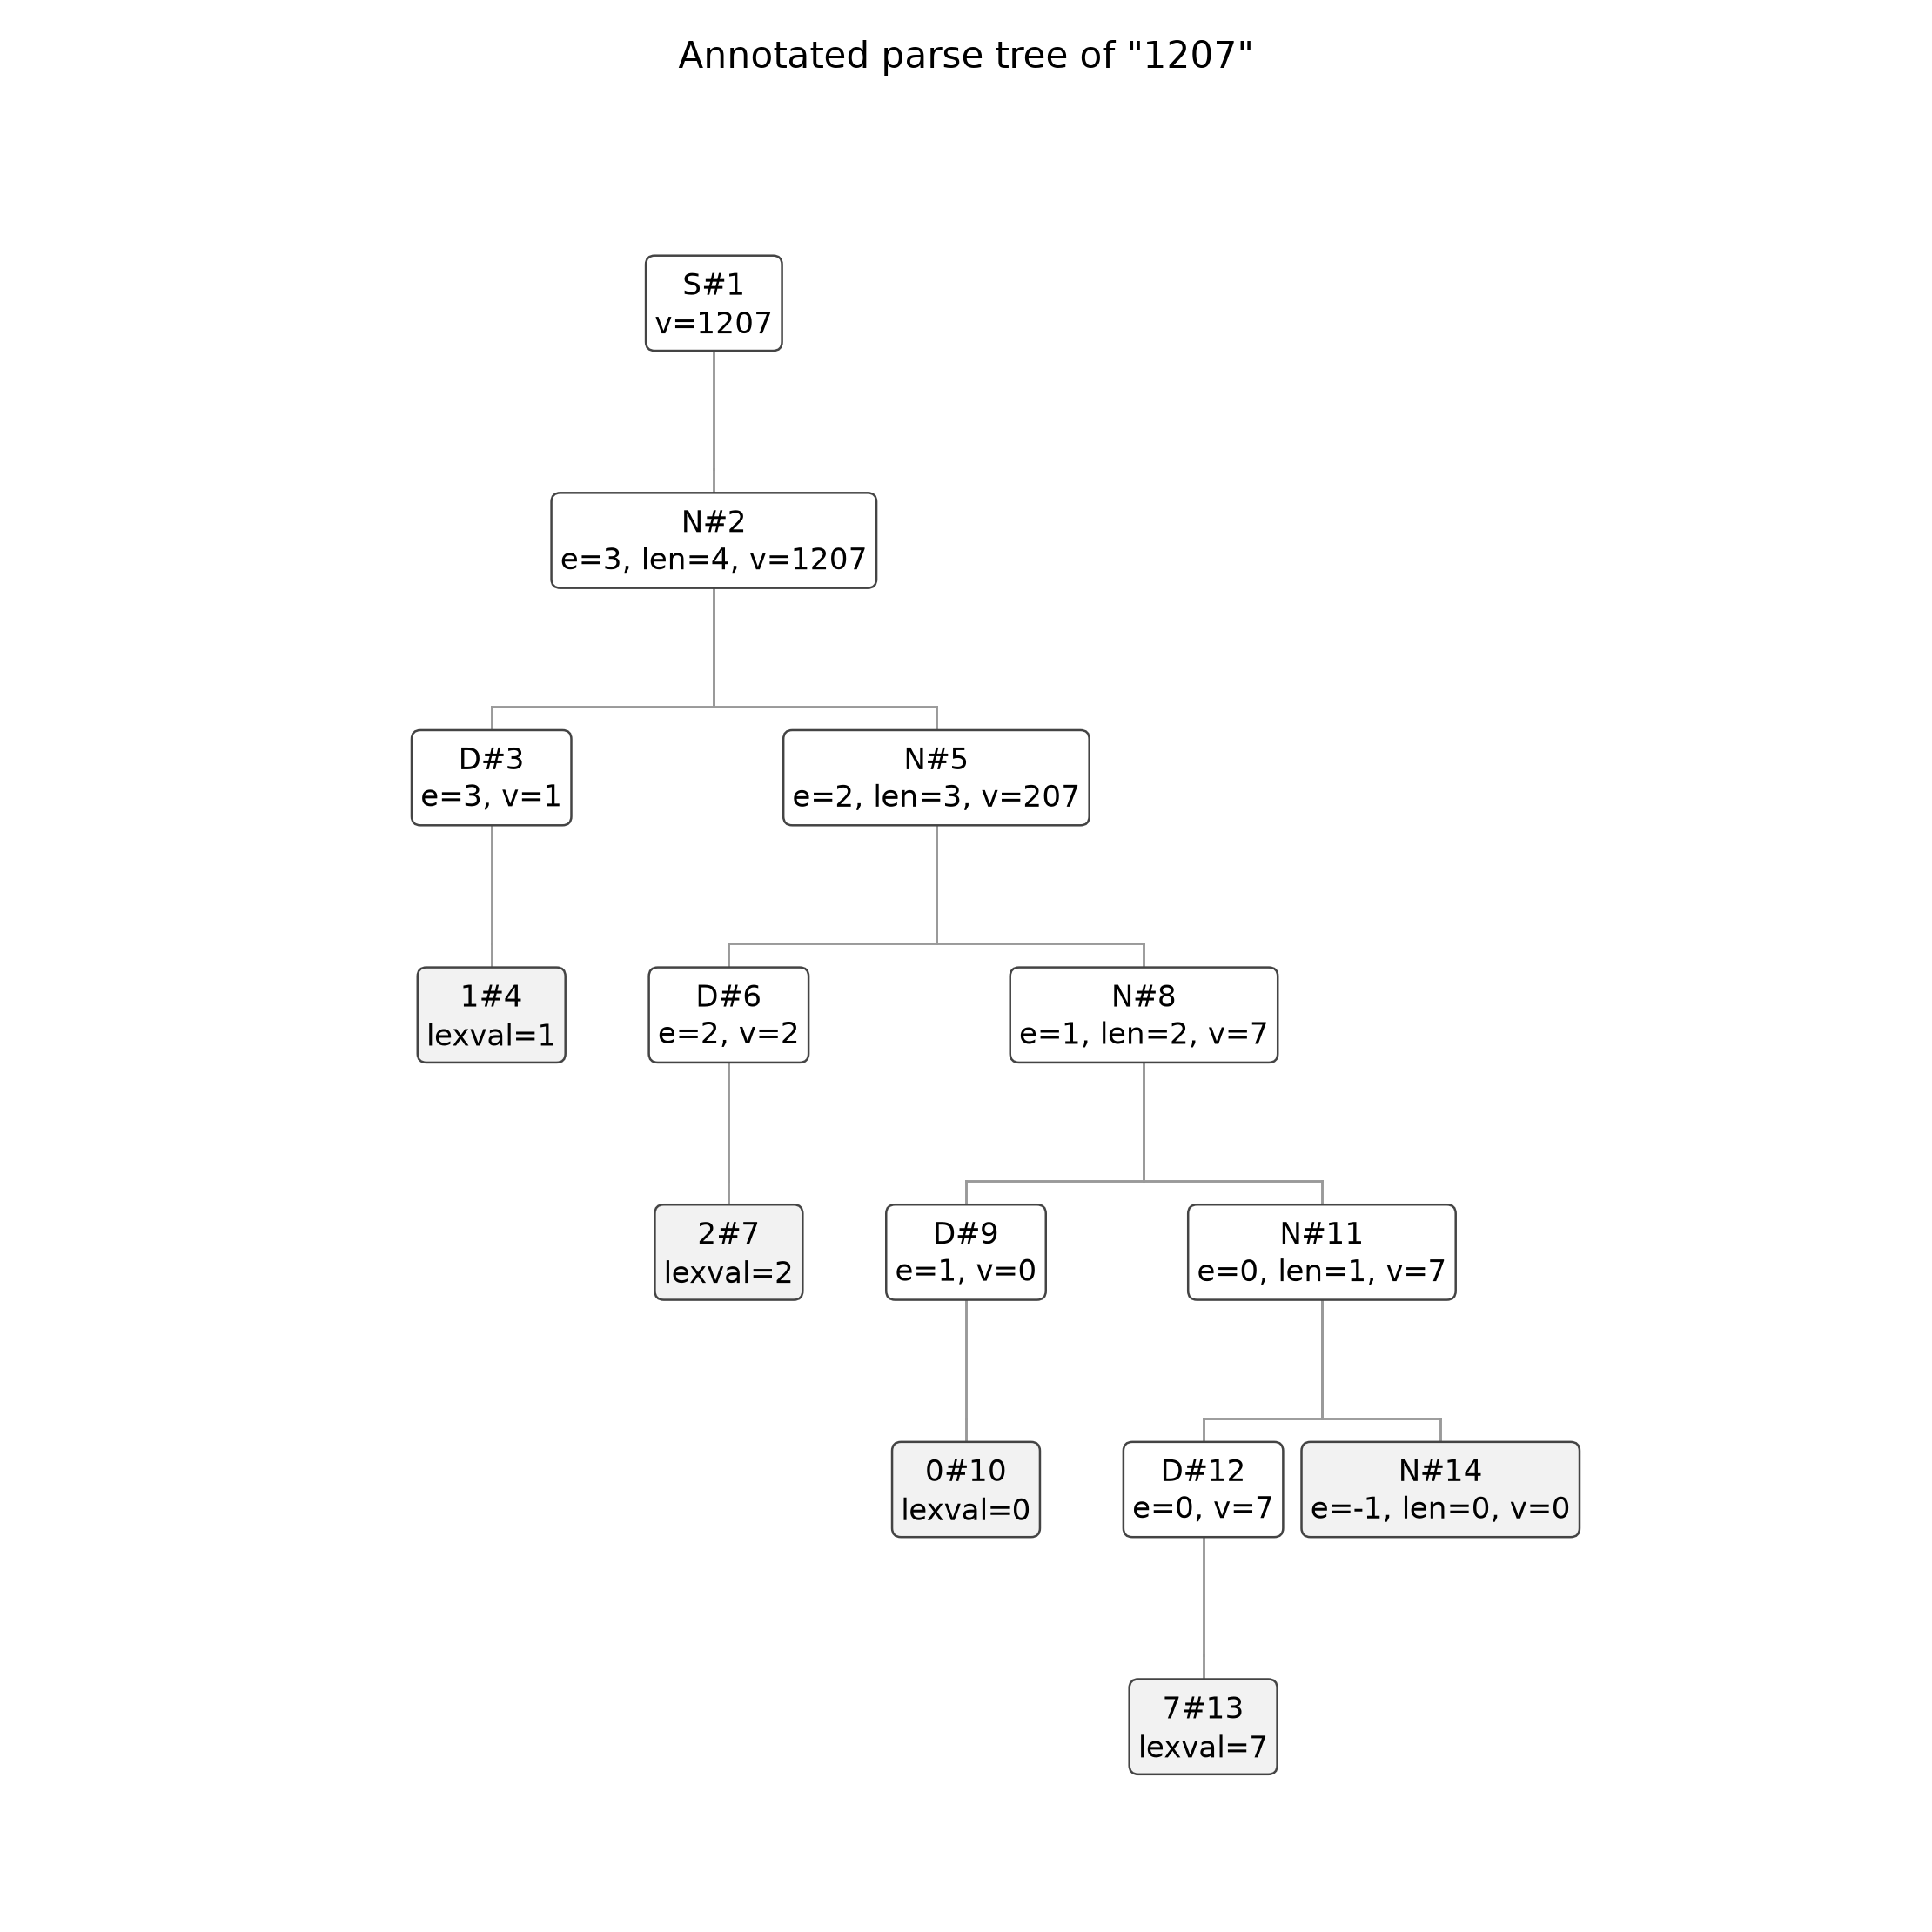 Annotated parse tree of "1207"
S#1
v=1207
N#2
e=3, len=4, v=1207
D#3
e=3, v=1
N#5
e=2, len=3, v=207
1#4
lexval=1
D#6
e=2, v=2
N#8
e=1, len=2, v=7
2#7
lexval=2
D#9
e=1, v=0
N#11
e=0, len=1, v=7
0#10
lexval=0
D#12
e=0, v=7
N#14
e=-1, len=0, v=0
7#13
lexval=7